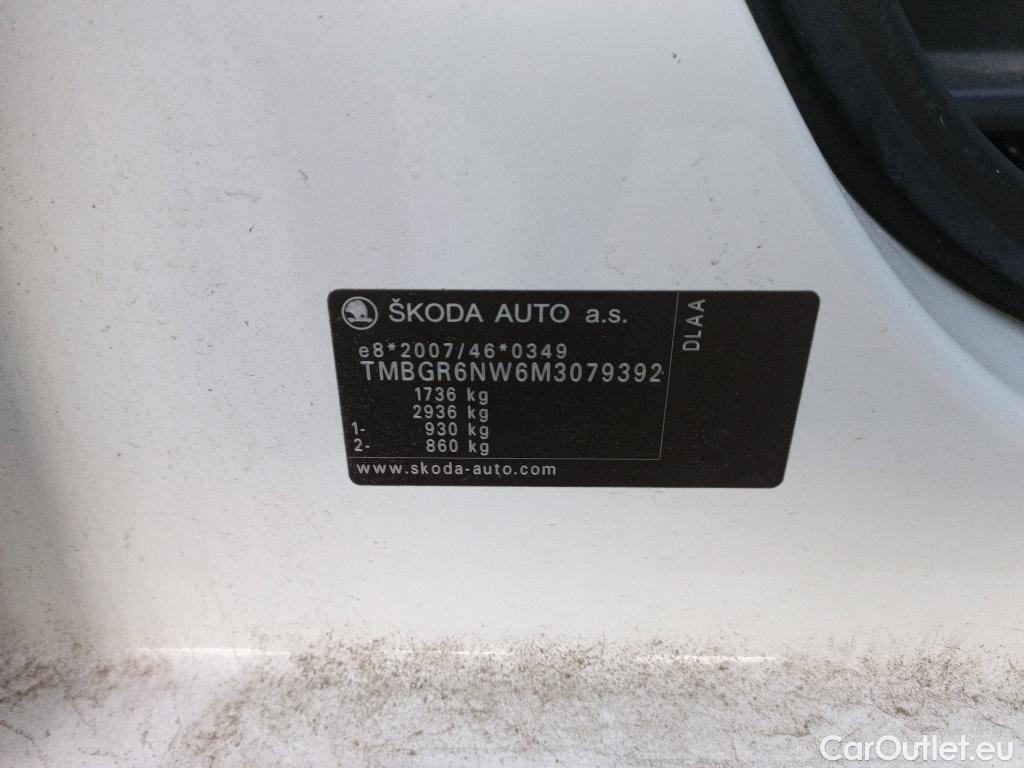 ŠKODA AUTO a.s.
e8*2007/46*0349
TMBGR6NW6M3079392
1736 kg
2936 kg
1- 930 kg
2- 860 kg
www.skoda-auto.com
DLAA
CarOutlet.eu